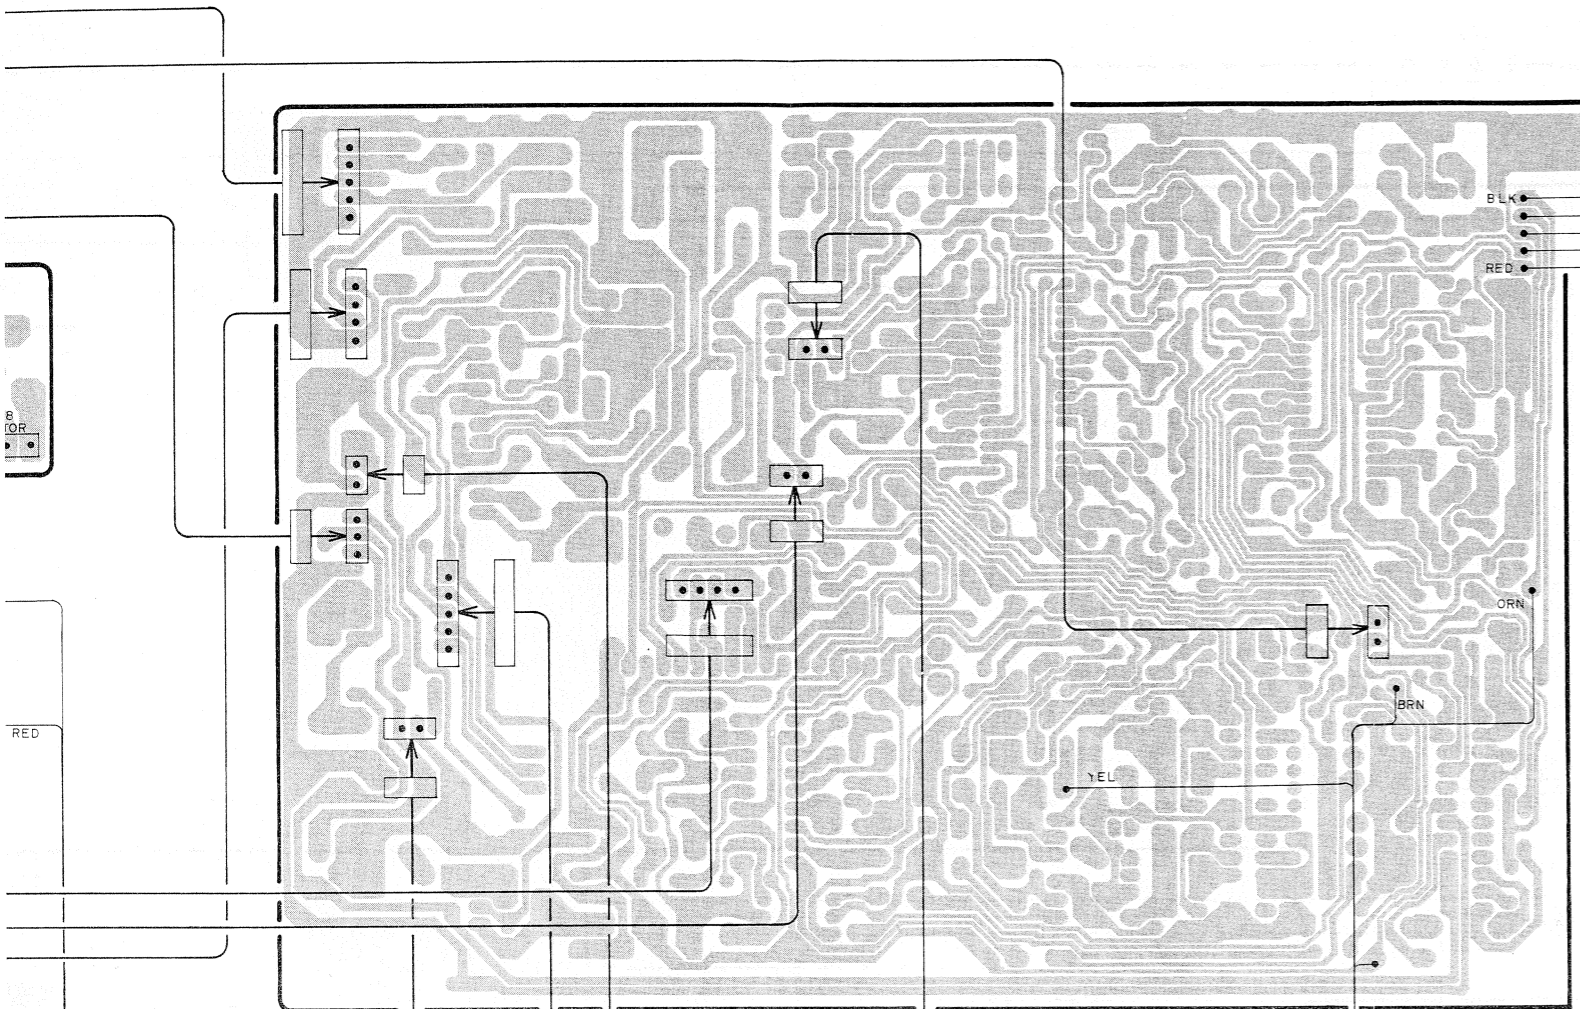 BLK
RED
8
TOR
ORN
BRN
RED
YEL